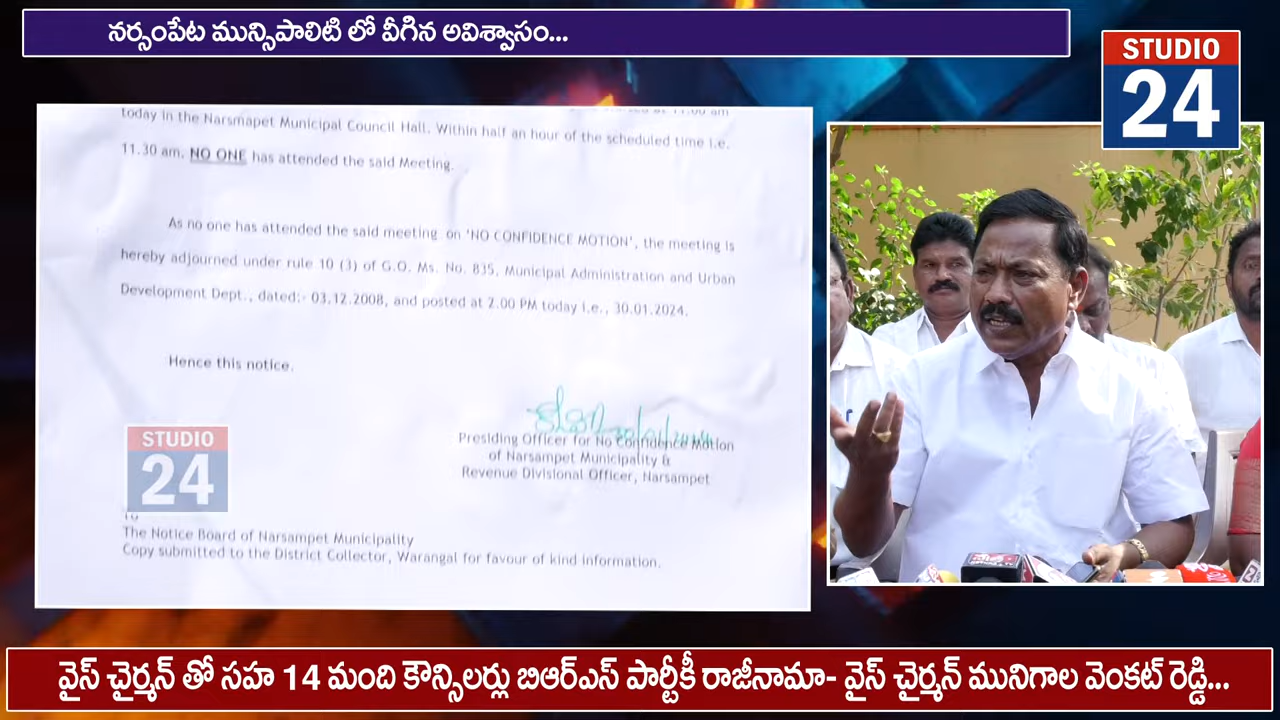 నర్సంపేట మున్సిపాలిటి లో వీగిన అవిశ్వాసం...
STUDIO
24
today in the Narsmapet Municipal Council Hall. Within half an hour of the scheduled time i.e.
11.30 am, NO ONE has attended the said Meeting.
As no one has attended the said meeting on 'NO CONFIDENCE MOTION', the meeting is
hereby adjourned under rule 10 (3) of G.O. Ms. No. 835, Municipal Administration and Urban
Development Dept., dated:- 03.12.2008, and posted at 2.00 PM today i.e., 30.01.2024.
Hence this notice.
Presiding Officer for No Confidence Motion
of Narsampet Municipality &
Revenue Divisional Officer, Narsampet
STUDIO
24
To
The Notice Board of Narsampet Municipality
Copy submitted to the District Collector, Warangal for favour of kind information.
వైస్ చైర్మన్ తో సహ 14 మంది కౌన్సిలర్లు బిఆర్ఎస్ పార్టీకీ రాజీనామా- వైస్ చైర్మన్ మునిగాల వెంకట్ రెడ్డి...